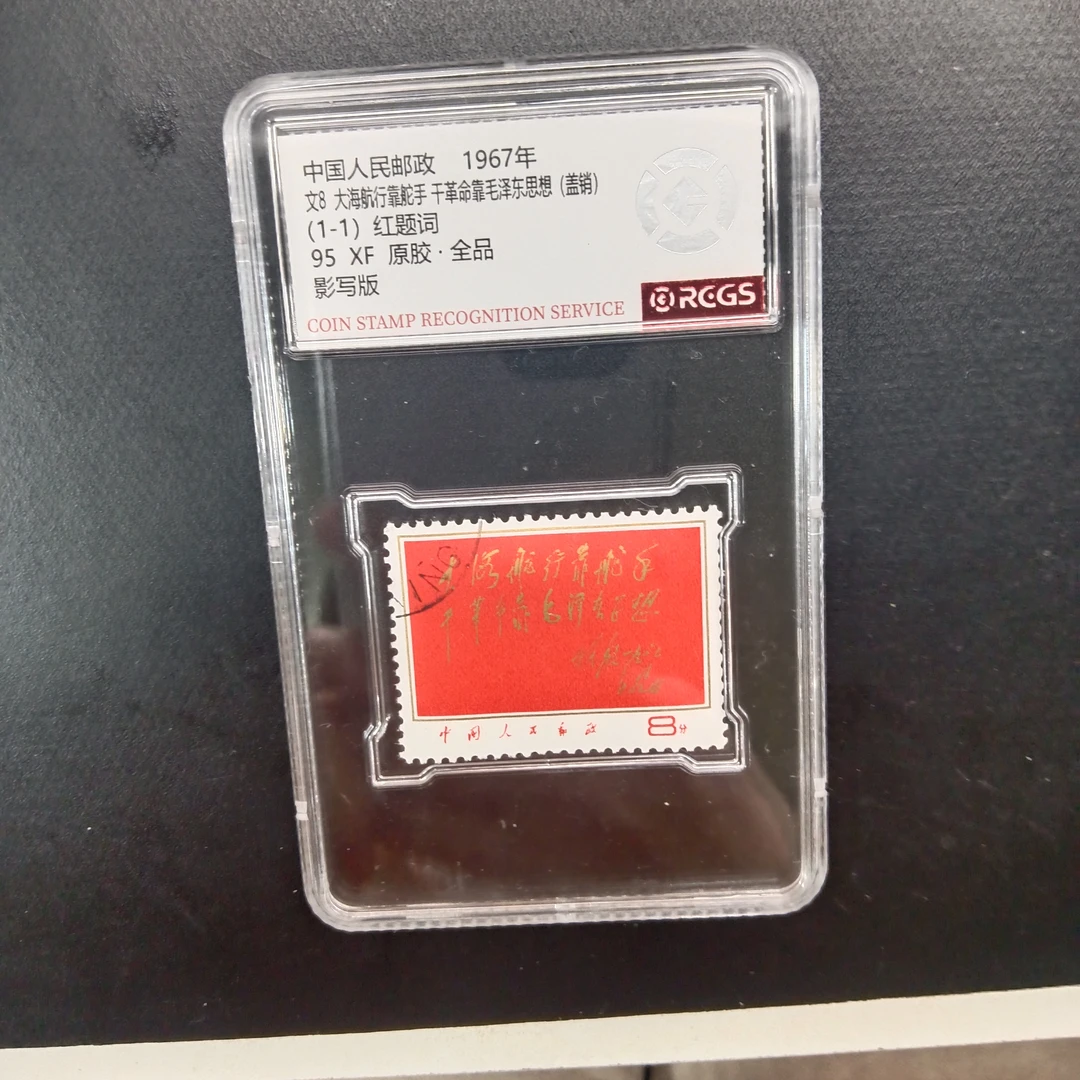 中国人民邮政 1967年
文8 大海航行靠舵手 干革命靠毛泽东思想 (盖销)
(1-1) 红题词
95 XF 原胶·全品
影写版
COIN STAMP RECOGNITION SERVICE
RCGS
大海航行靠舵手
干革命靠毛泽东思想
中国人民邮政 8分